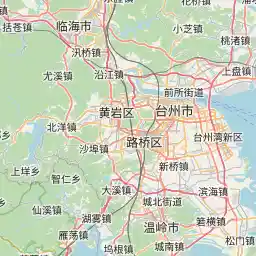 花桥镇
括苍镇
临海市
小芝镇
桃渚镇
汛桥镇
尤溪镇
沿江镇
上盘镇
前所街道
黄岩区
台州市
北洋镇
台州湾新区
路桥区
沙埠镇
上垟乡
智仁乡
新桥镇
大溪镇
滨海镇
仙溪镇
城北街道
湖雾镇
箬横镇
温岭市
雁荡镇
坞根镇
城南镇
松门镇